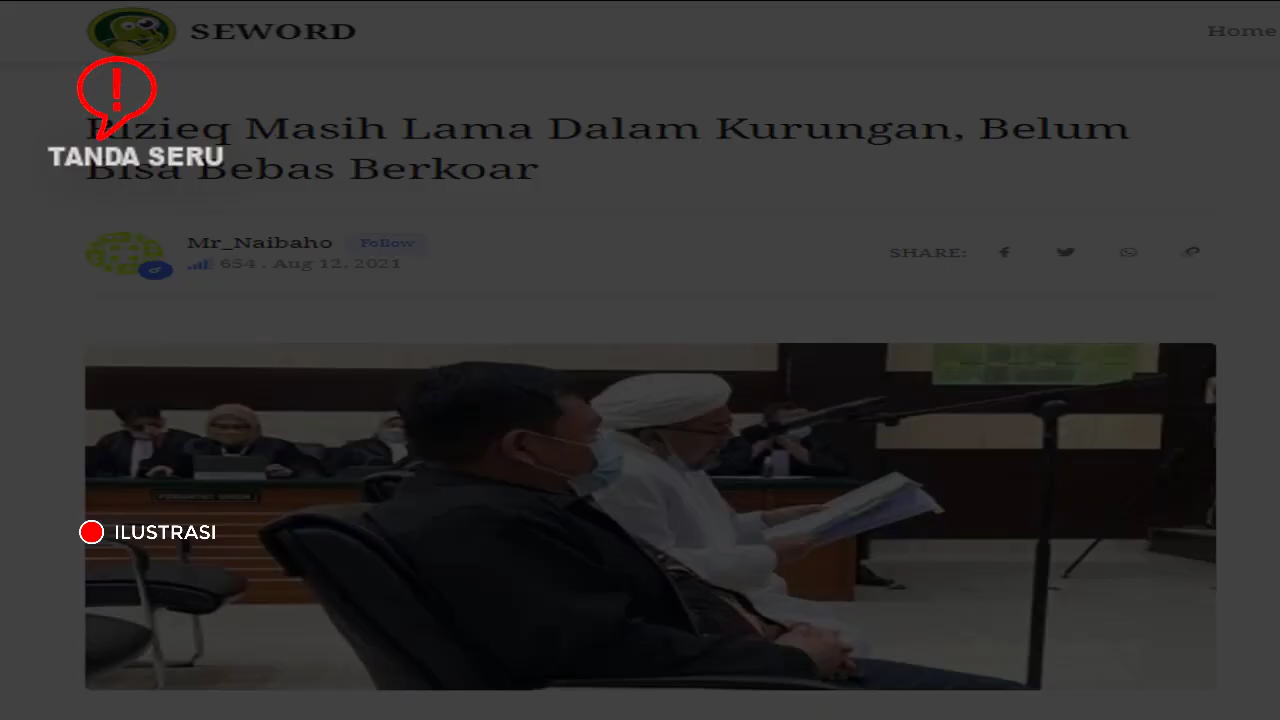 SEWORD
Home
TANDA SERU
Rizieq Masih Lama Dalam Kurungan, Belum
Bisa Bebas Berkoar
Mr_Naibaho Follow
654 . Aug 12, 2021
SHARE:
ILUSTRASI